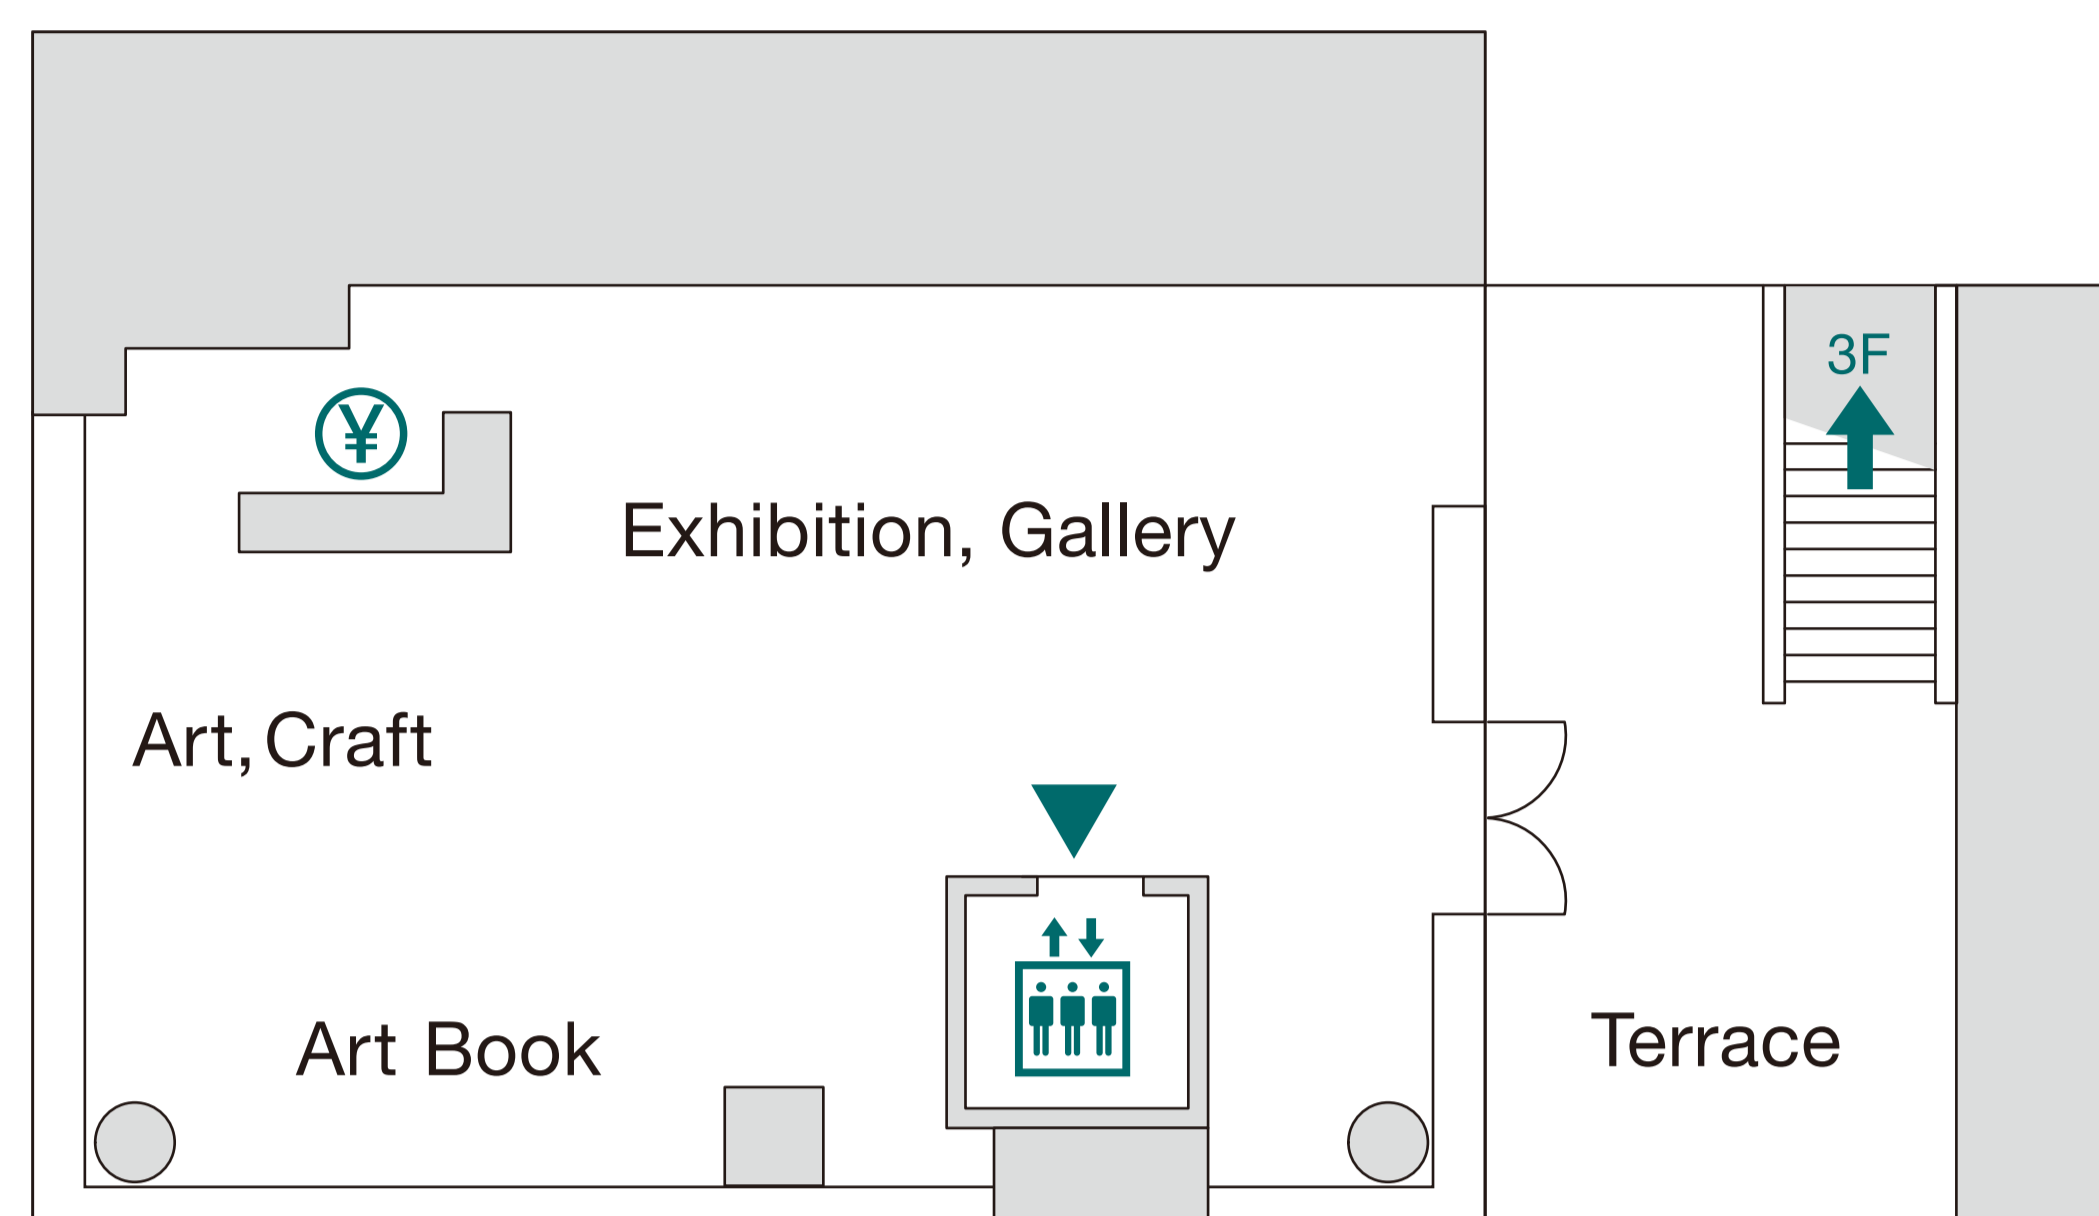 3F
¥
Exhibition, Gallery
Art, Craft
Art Book
Terrace